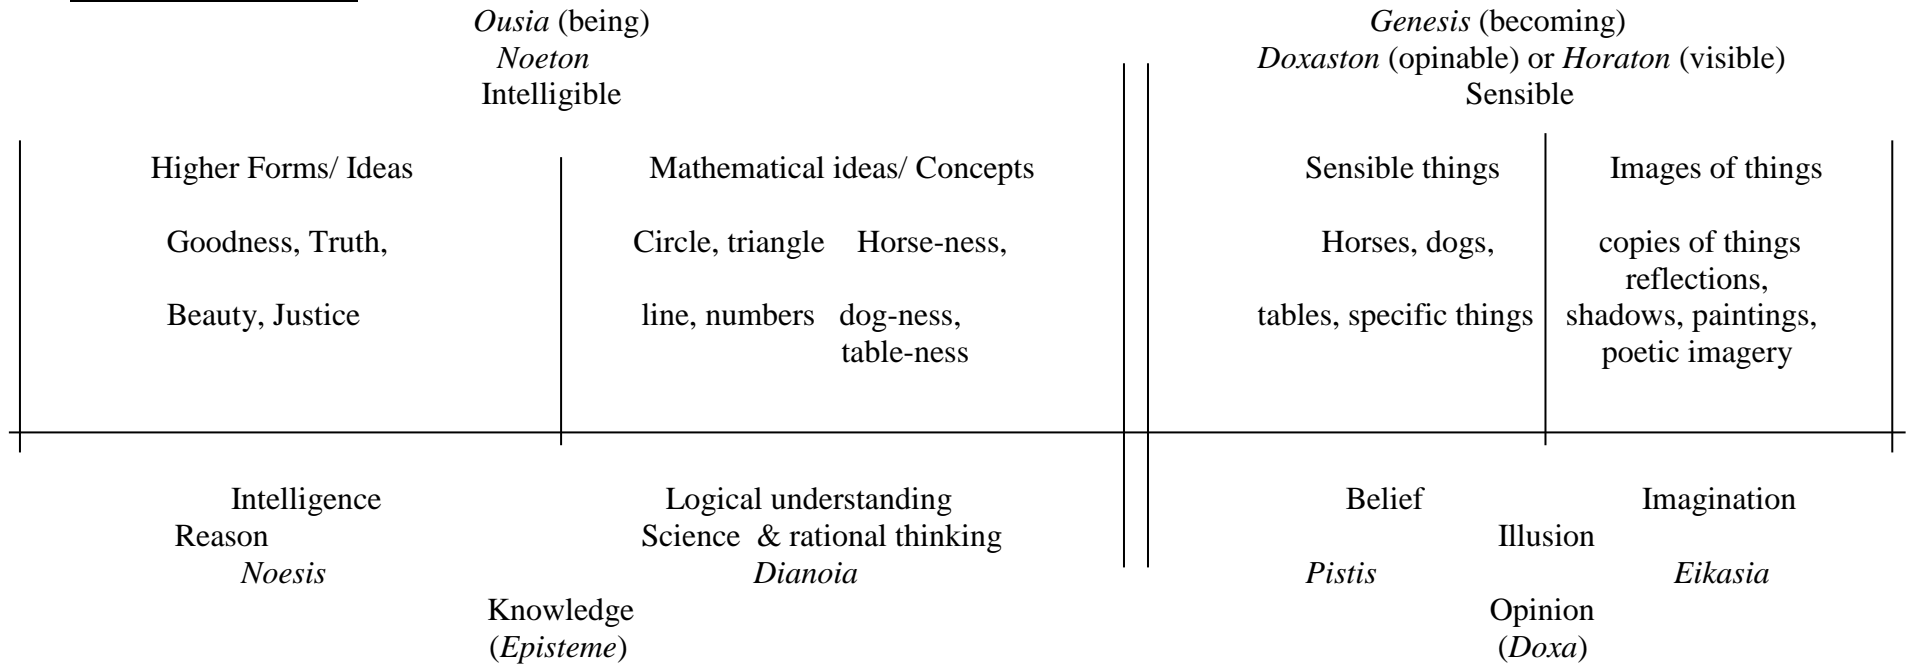 Ousia (being) Genesis (becoming)
Noeton Doxaston (opinable) or Horaton (visible)
Intelligible Sensible
Higher Forms/ Ideas Mathematical ideas/ Concepts Sensible things Images of things
Goodness, Truth, Circle, triangle Horse-ness, Horses, dogs, copies of things
reflections,
Beauty, Justice line, numbers dog-ness, tables, specific things shadows, paintings,
table-ness poetic imagery
Intelligence Logical understanding Belief Imagination
Reason Science & rational thinking Illusion
Noesis Dianoia Pistis Eikasia
Knowledge Opinion
(Episteme) (Doxa)